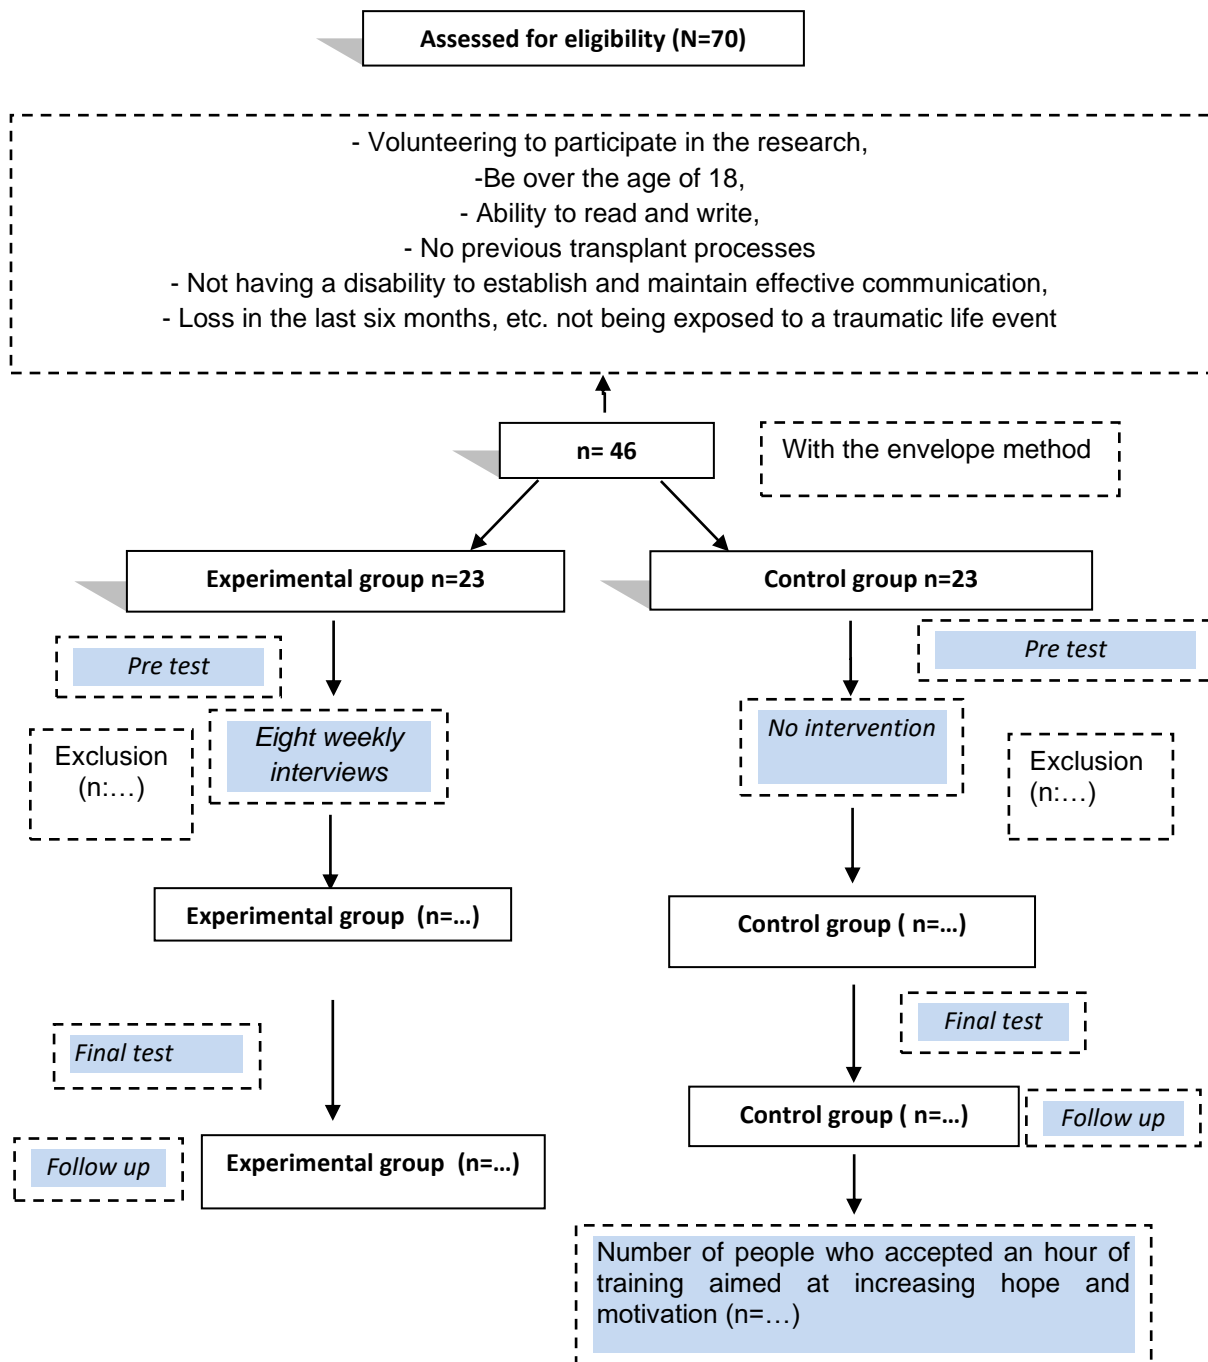 Assessed for eligibility (N=70)
- Volunteering to participate in the research,
-Be over the age of 18,
- Ability to read and write,
- No previous transplant processes
- Not having a disability to establish and maintain effective communication,
- Loss in the last six months, etc. not being exposed to a traumatic life event
n= 46
With the envelope method
Experimental group n=23
Control group n=23
Pre test
Pre test
Eight weekly
interviews
No intervention
Exclusion
(n:…)
Exclusion
(n:…)
Experimental group (n=…)
Control group ( n=…)
Final test
Final test
Control group ( n=…)
Follow up
Follow up
Experimental group (n=…)
Number of people who accepted an hour of
training aimed at increasing hope and
motivation (n=…)